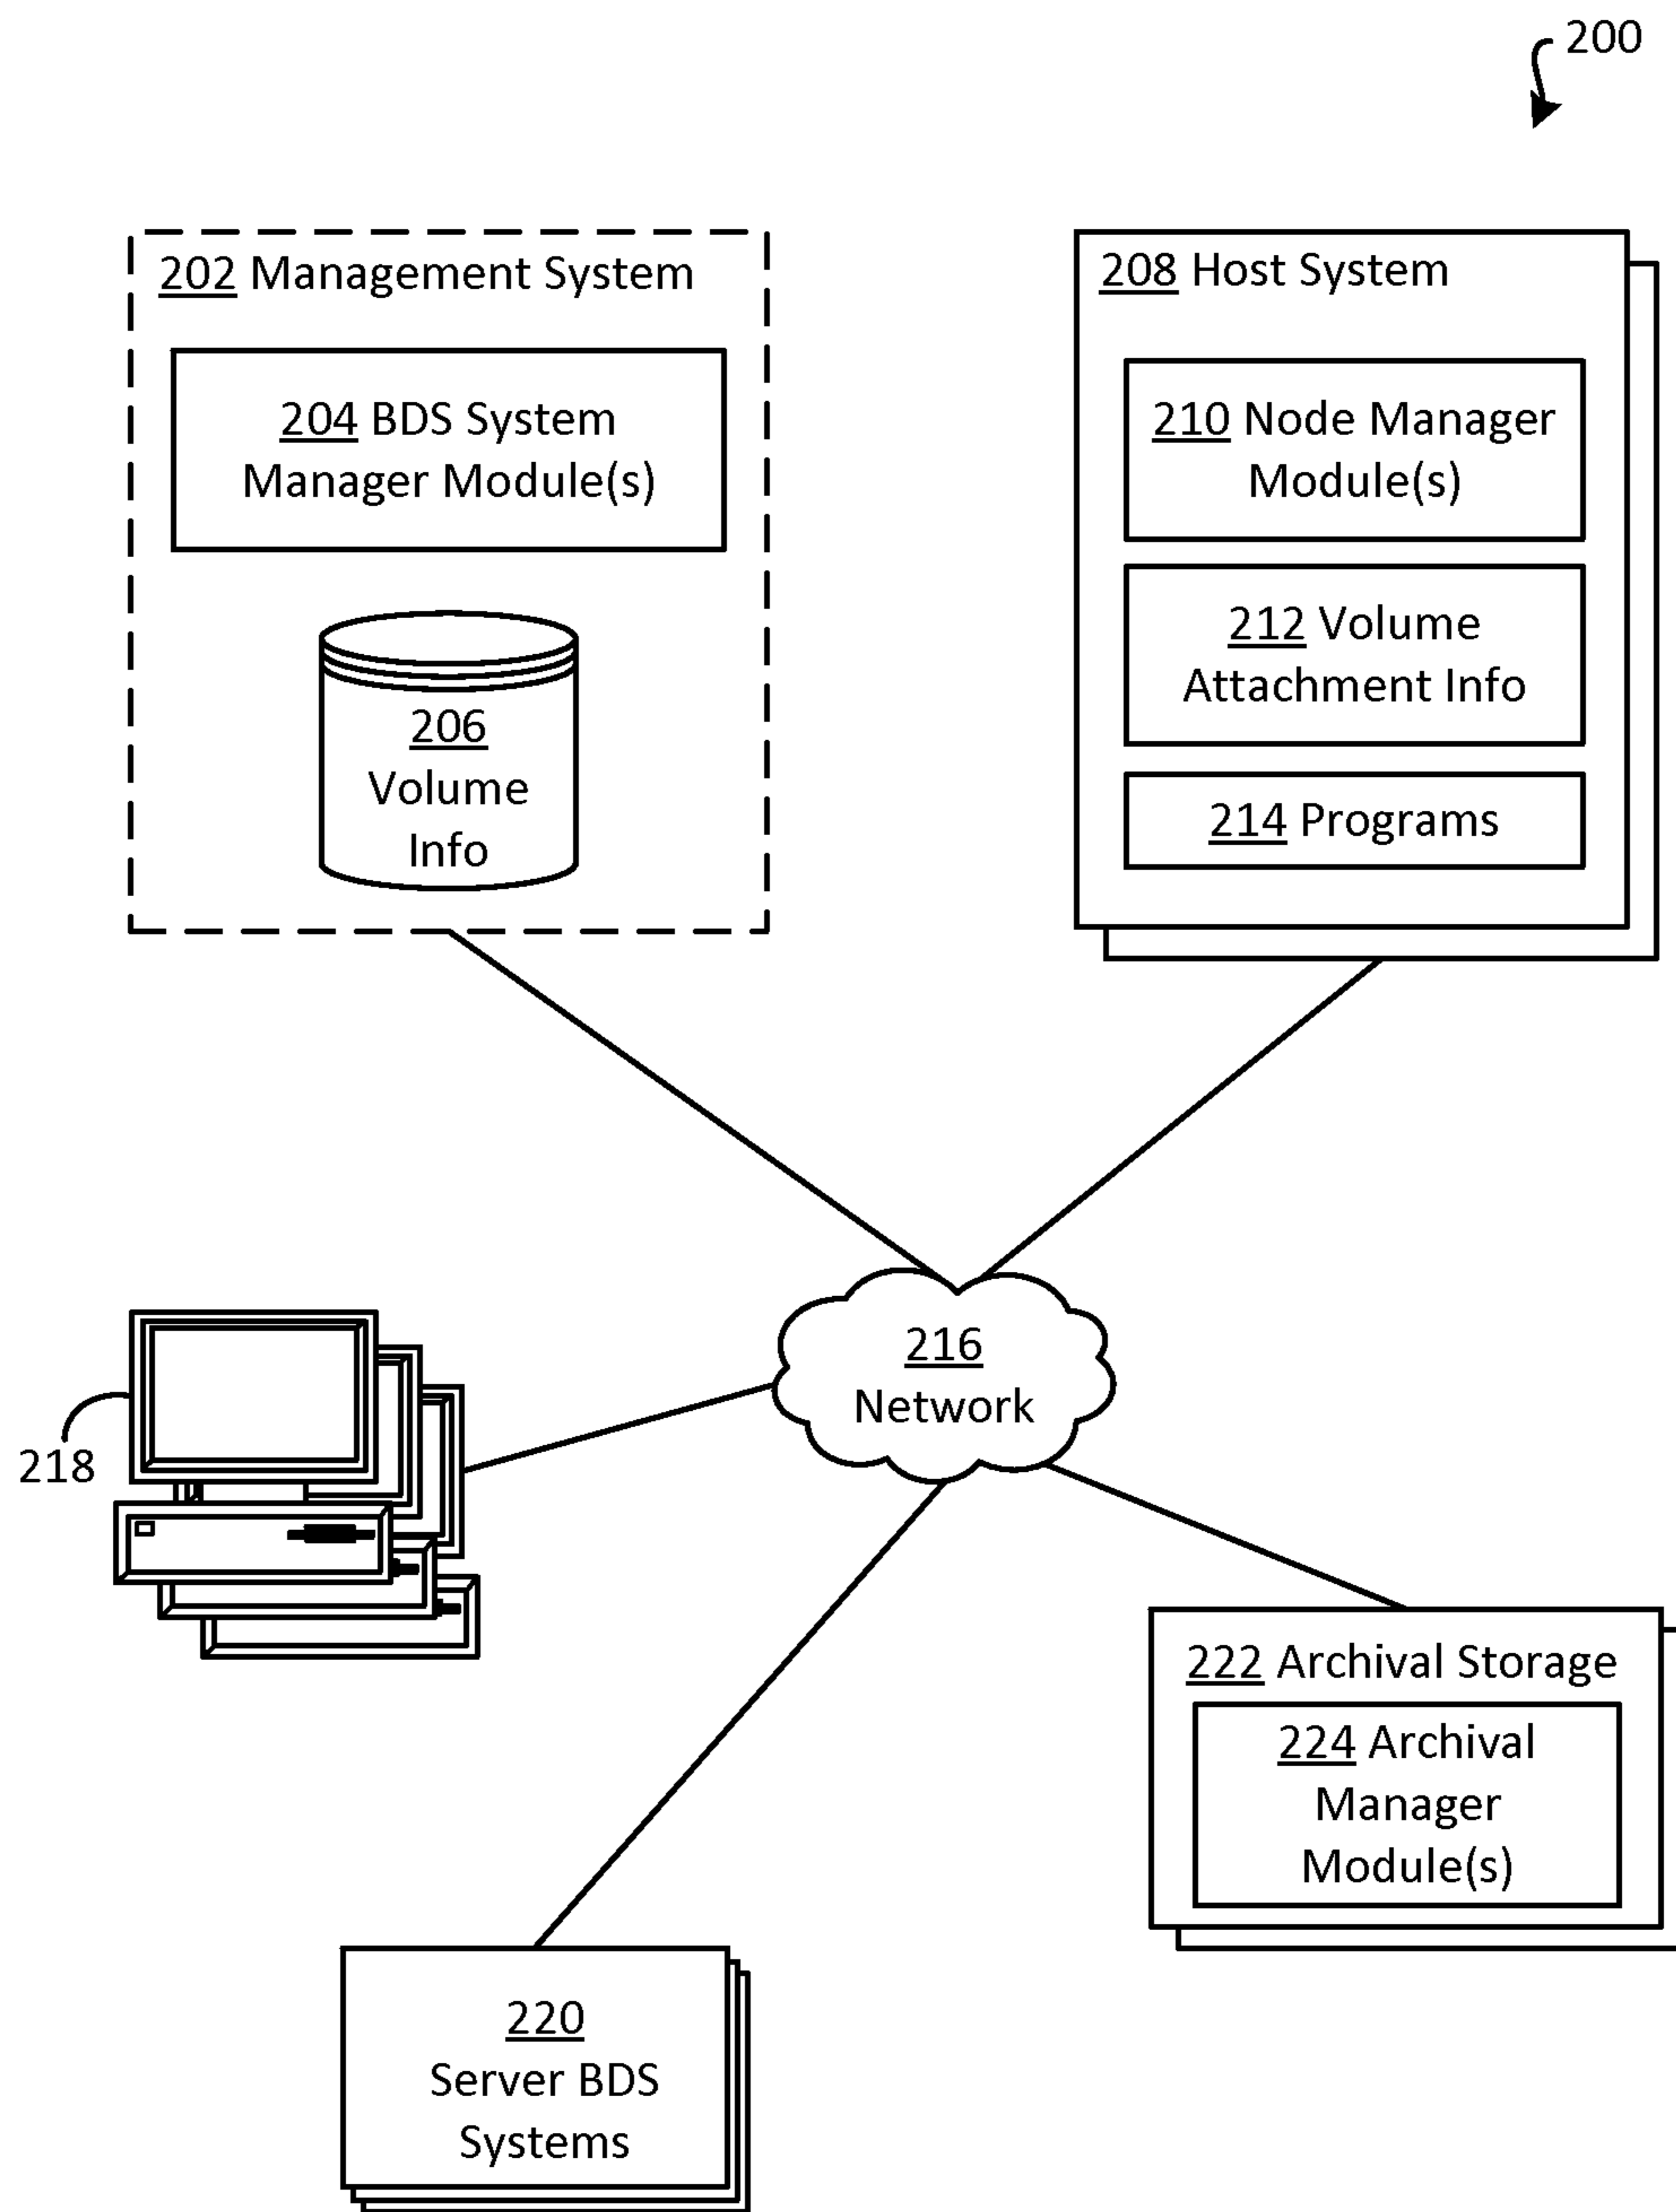 200
202 Management System
204 BDS System
Manager Module(s)
206
Volume
Info
208 Host System
210 Node Manager
Module(s)
212 Volume
Attachment Info
214 Programs
216
Network
218
222 Archival Storage
224 Archival
Manager
Module(s)
220
Server BDS
Systems